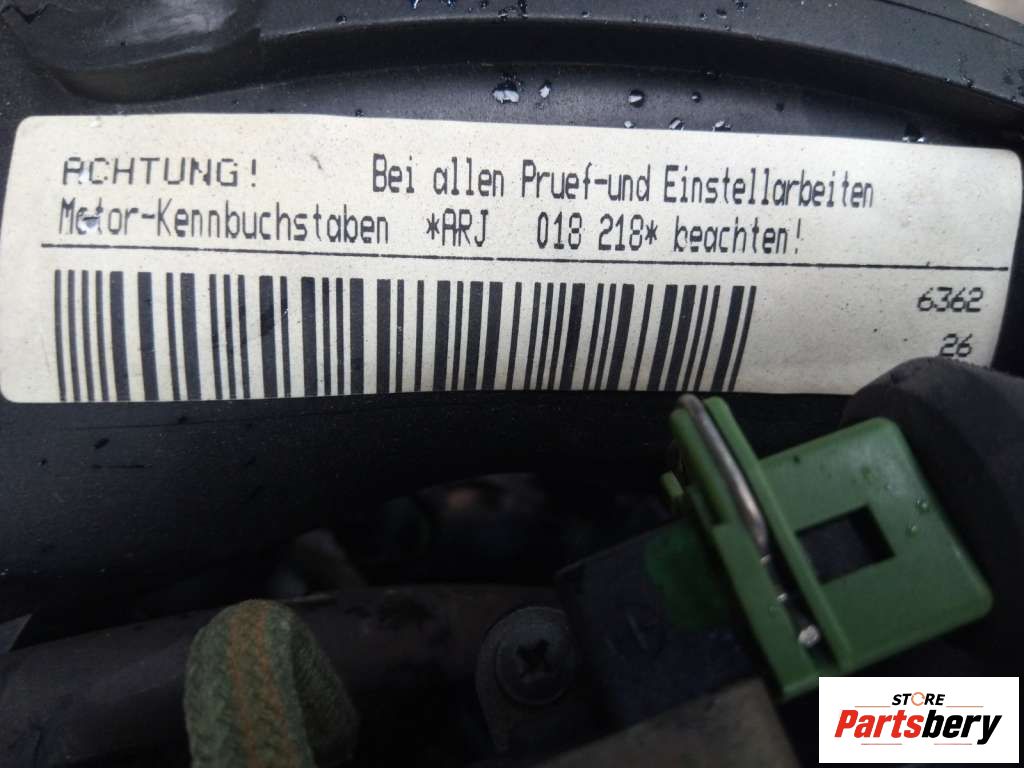 ACHTUNG! Bei allen Pruef-und Einstellarbeiten
Motor-Kennbuchstaben *ARJ 018 218* beachten!
6362
26
STORE
Partsbery